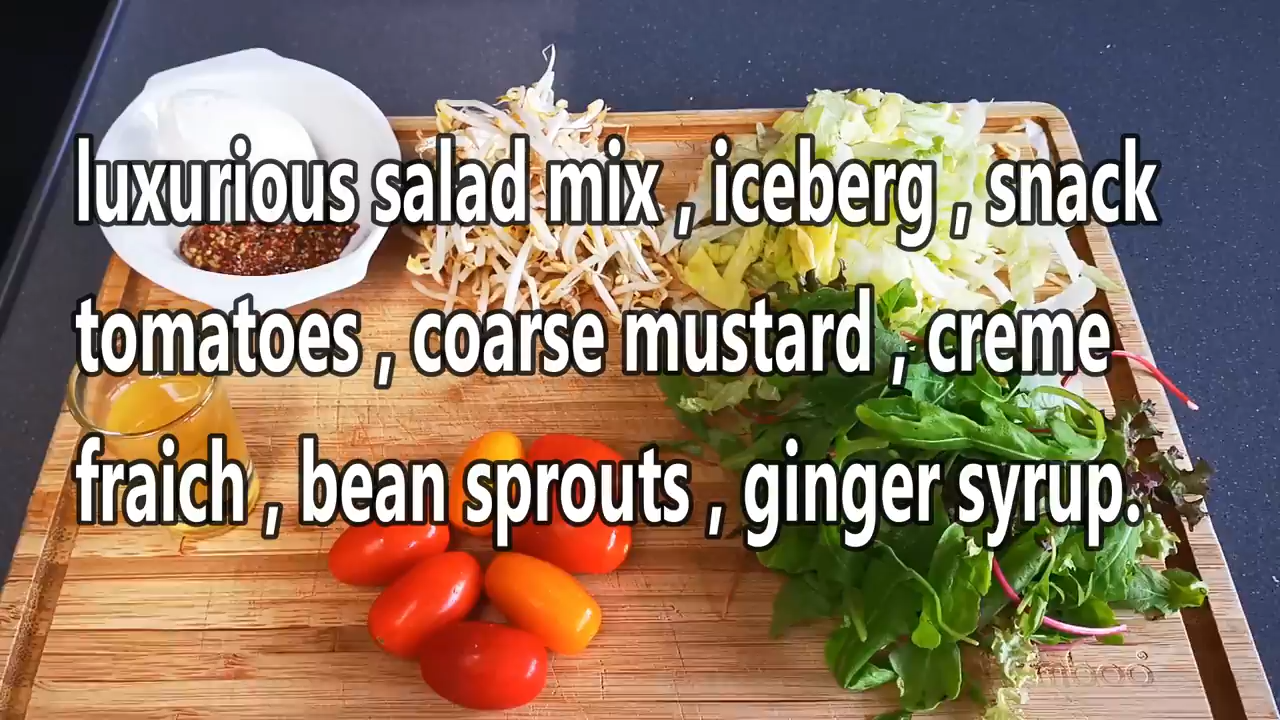 luxurious salad mix , iceberg , snack
tomatoes , coarse mustard , creme
fraich , bean sprouts , ginger syrup.